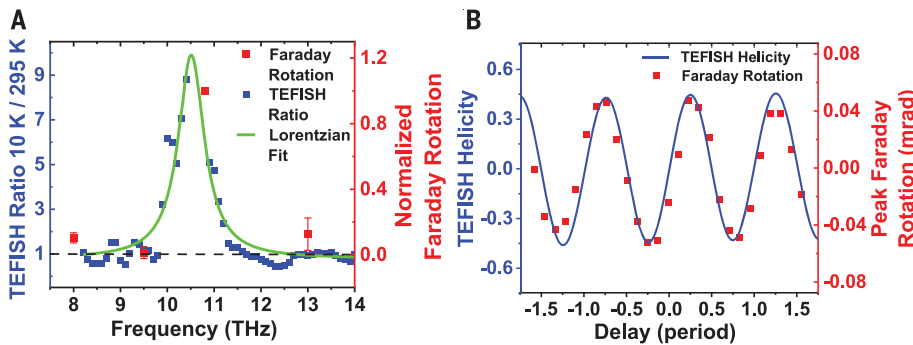 A
TEFISH Ratio 10 K / 295 K
9
7
5
3
1
Faraday
Rotation
TEFISH
Ratio
Lorentzian
Fit
1.2
0.8
0.4
0.0
Normalized
Faraday Rotation
8 9 10 11 12 13 14
Frequency (THz)
B
TEFISH Helicity
0.6
0.3
0.0
-0.3
-0.6
TEFISH Helicity
Faraday Rotation
0.08
0.04
0.00
-0.04
-0.08
Peak Faraday
Rotation (mrad)
-1.5 -1.0 -0.5 0.0 0.5 1.0 1.5
Delay (period)